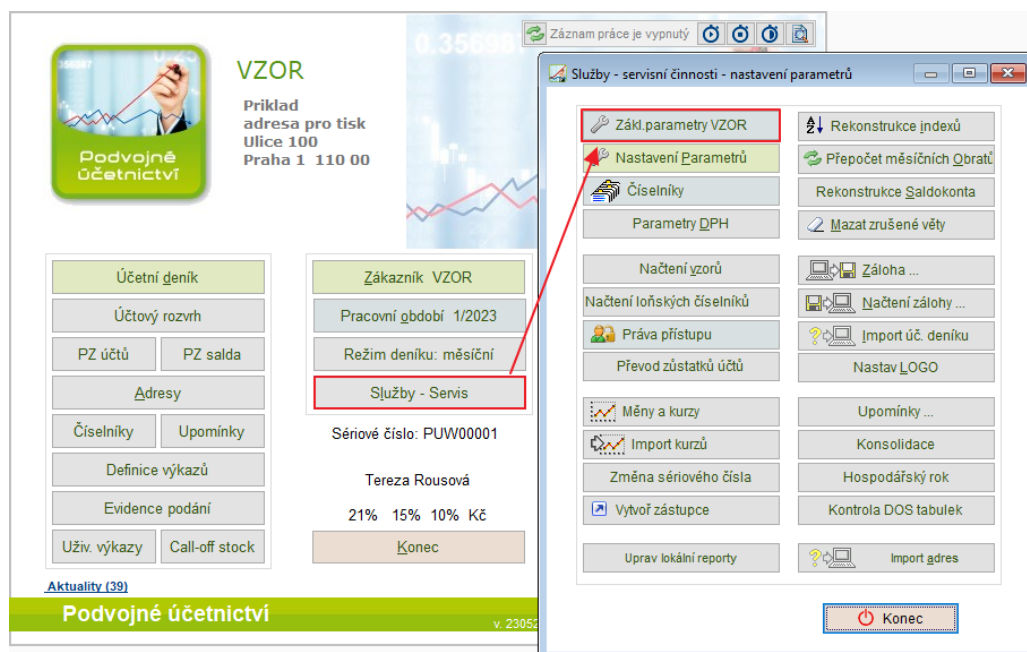 0.35698
Záznam práce je vypnutý
Podvojné
účetnictví
VZOR
Priklad
adresa pro tisk
Ulice 100
Praha 1 110 00
Účetní deník
Účtový rozvrh
PZ účtů
PZ salda
Adresy
Číselníky
Upomínky
Definice výkazů
Evidence podání
Uživ. výkazy
Call-off stock
Zákazník VZOR
Pracovní období 1/2023
Režim deníku: měsíční
Služby - Servis
Sériové číslo: PUW00001
Tereza Rousová
21% 15% 10% Kč
Konec
Aktuality (39)
Podvojné účetnictví
v. 23052
Služby - servisní činnosti - nastavení parametrů
Zákl.parametry VZOR
Nastavení Parametrů
Číselníky
Parametry DPH
Načtení vzorů
Načtení loňských číselníků
Práva přístupu
Převod zůstatků účtů
Měny a kurzy
Import kurzů
Změna sériového čísla
Vytvoř zástupce
Uprav lokální reporty
Rekonstrukce indexů
Přepočet měsíčních Obratů
Rekonstrukce Saldokonta
Mazat zrušené věty
Záloha ...
Načtení zálohy ...
Import úč. deníku
Nastav LOGO
Upomínky ...
Konsolidace
Hospodářský rok
Kontrola DOS tabulek
Import adres
Konec